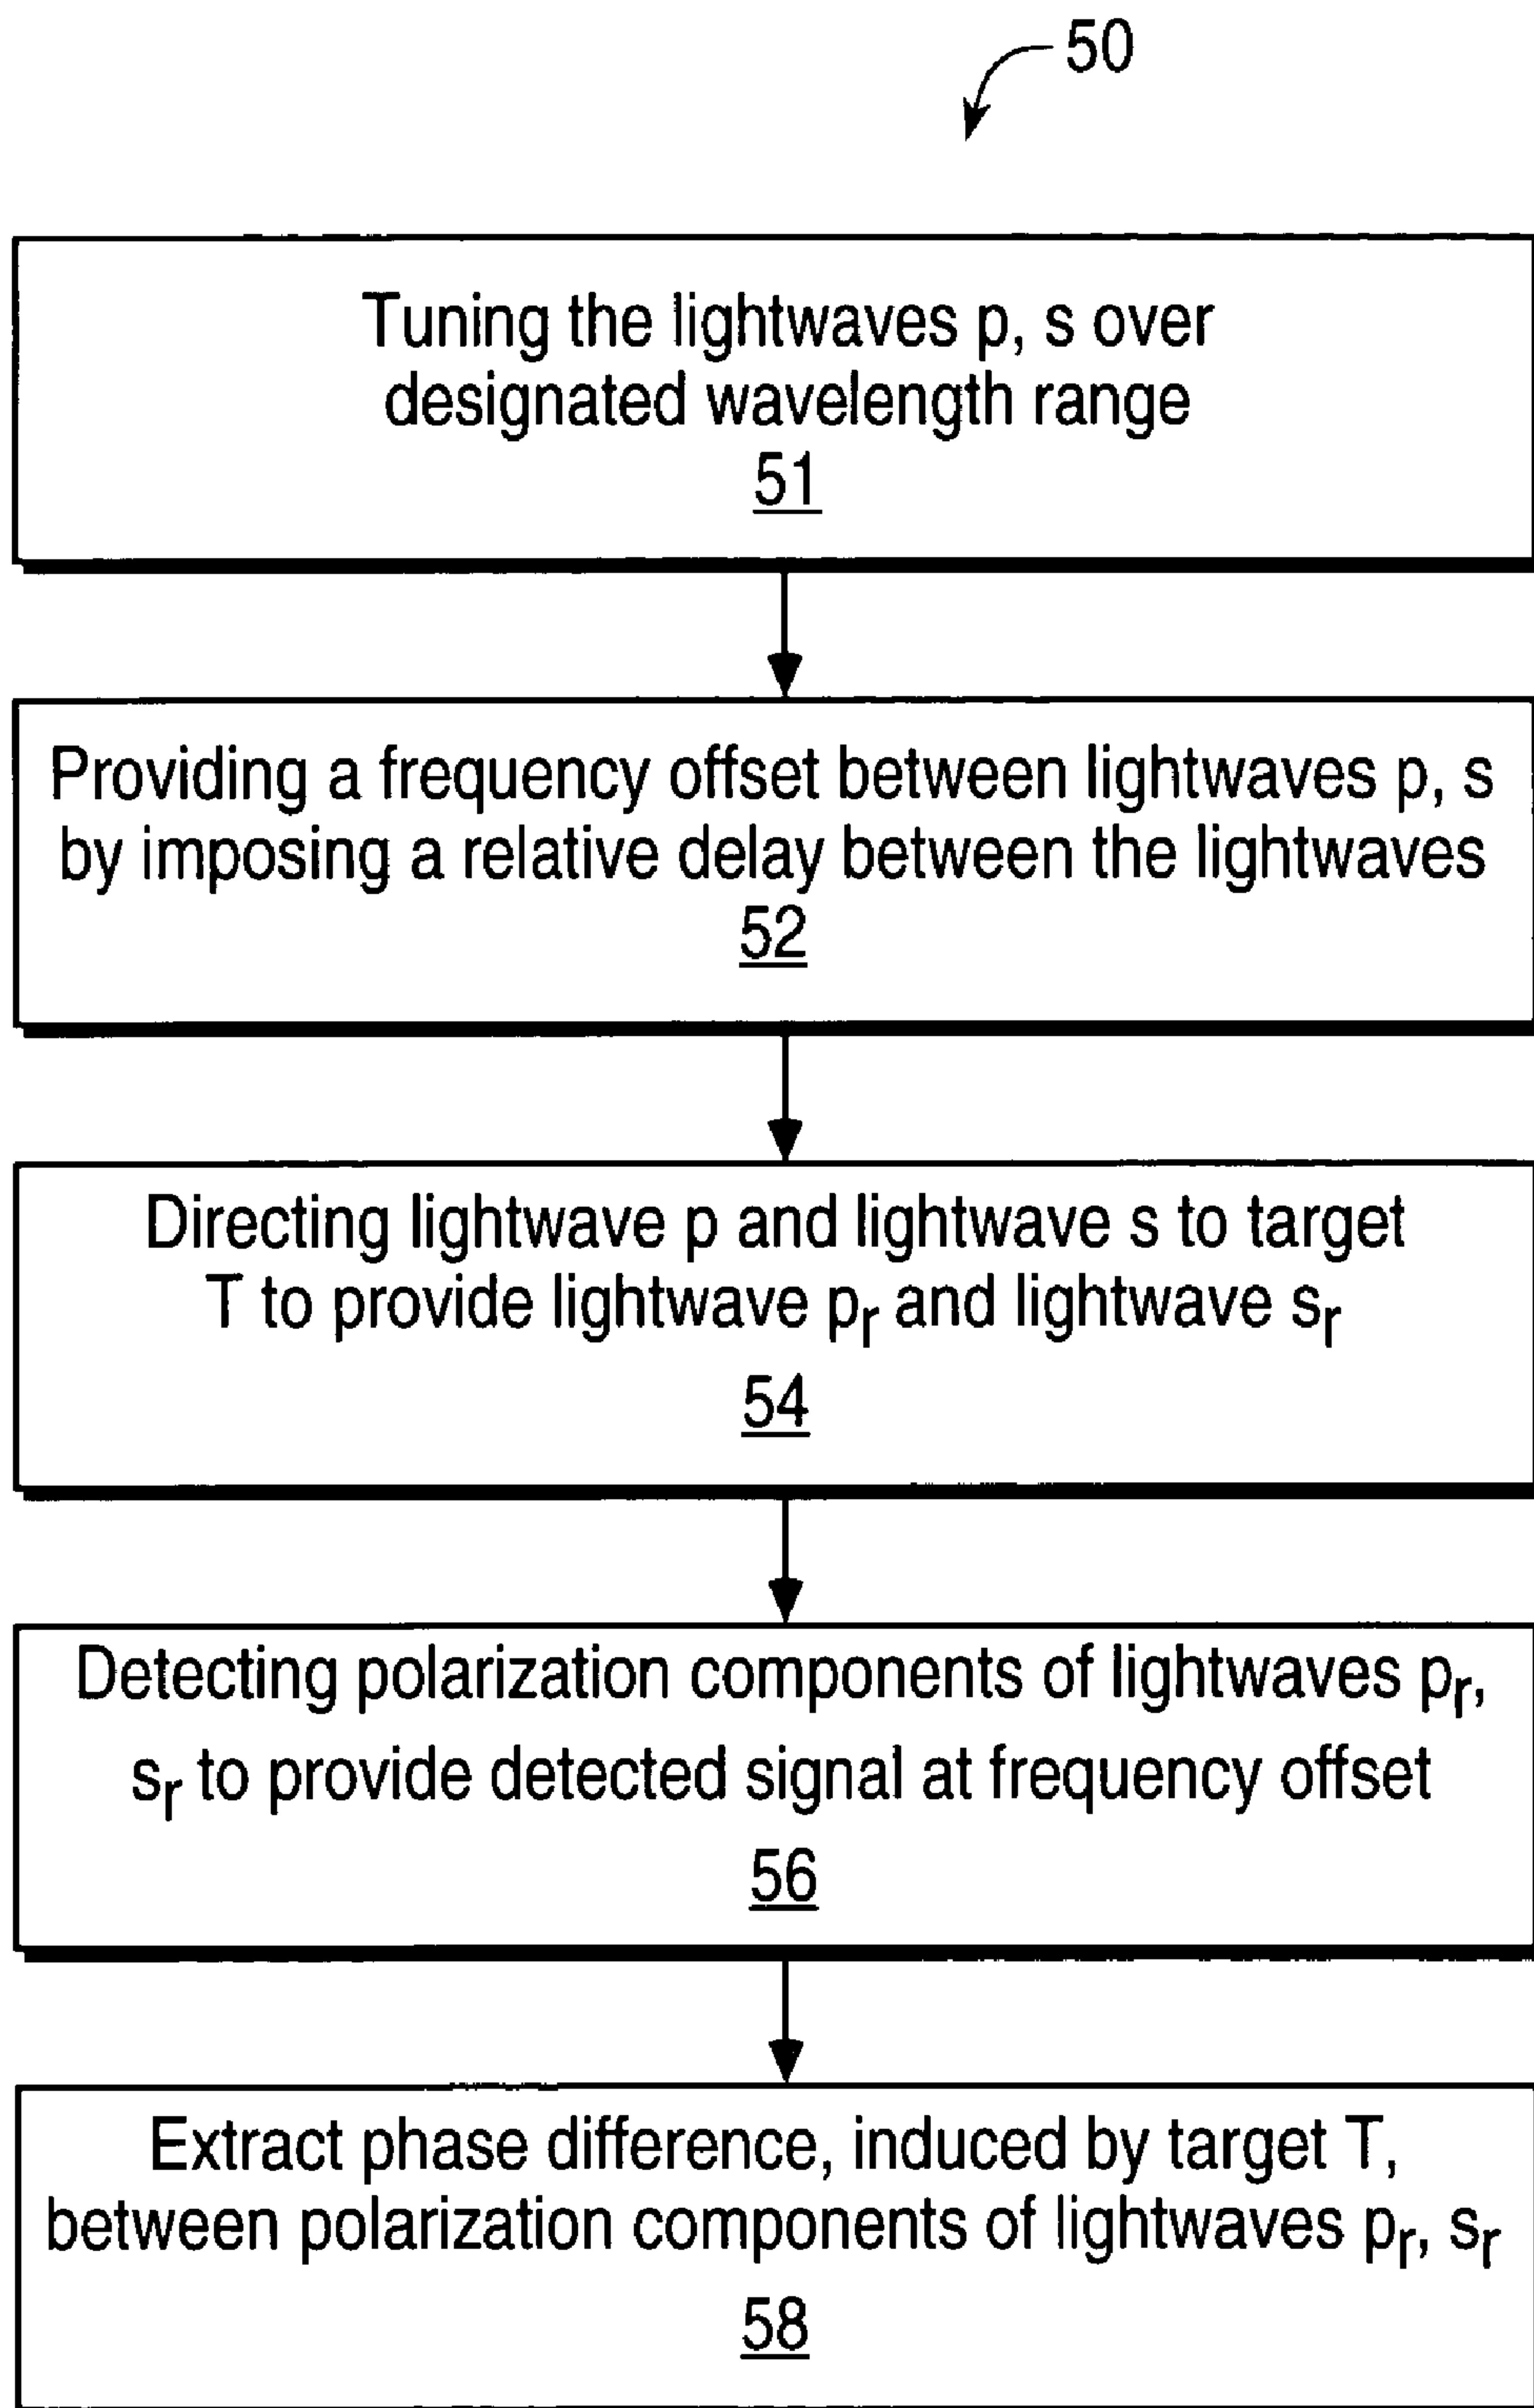 50
Tuning the lightwaves p, s over
designated wavelength range
51
Providing a frequency offset between lightwaves p, s
by imposing a relative delay between the lightwaves
52
Directing lightwave p and lightwave s to target
T to provide lightwave pᵣ and lightwave sᵣ
54
Detecting polarization components of lightwaves pᵣ,
sᵣ to provide detected signal at frequency offset
56
Extract phase difference, induced by target T,
between polarization components of lightwaves pᵣ, sᵣ
58